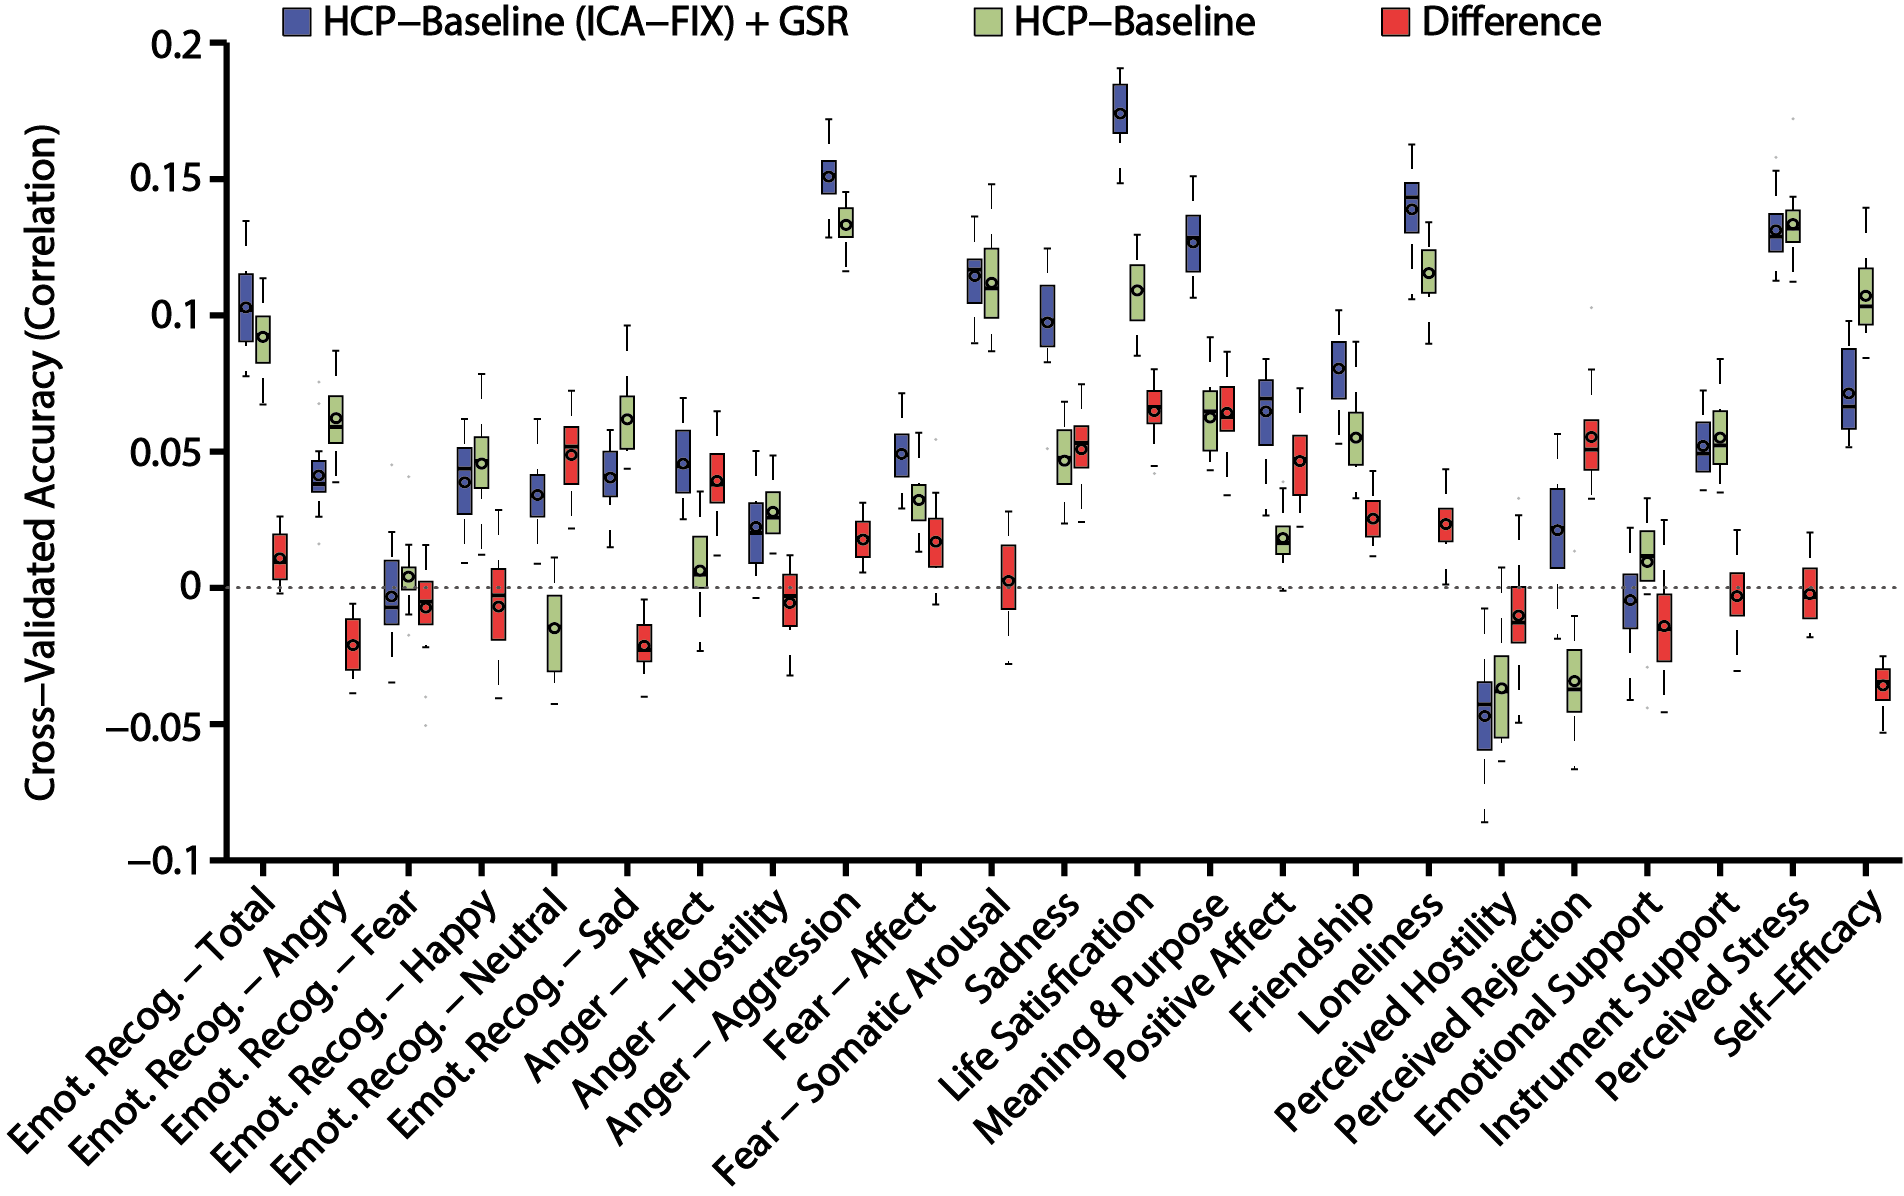 HCP–Baseline (ICA–FIX) + GSR
HCP–Baseline
Difference
Cross–Validated Accuracy (Correlation)
0.2
0.15
0.1
0.05
0
–0.05
–0.1
Emot. Recog. – Total
Emot. Recog. – Angry
Emot. Recog. – Fear
Emot. Recog. – Happy
Emot. Recog. – Neutral
Emot. Recog. – Sad
Anger – Affect
Anger – Hostility
Anger – Aggression
Fear – Affect
Fear – Somatic Arousal
Sadness
Life Satisfication
Meaning & Purpose
Positive Affect
Friendship
Loneliness
Perceived Hostility
Perceived Rejection
Emotional Support
Instrument Support
Perceived Stress
Self–Efficacy